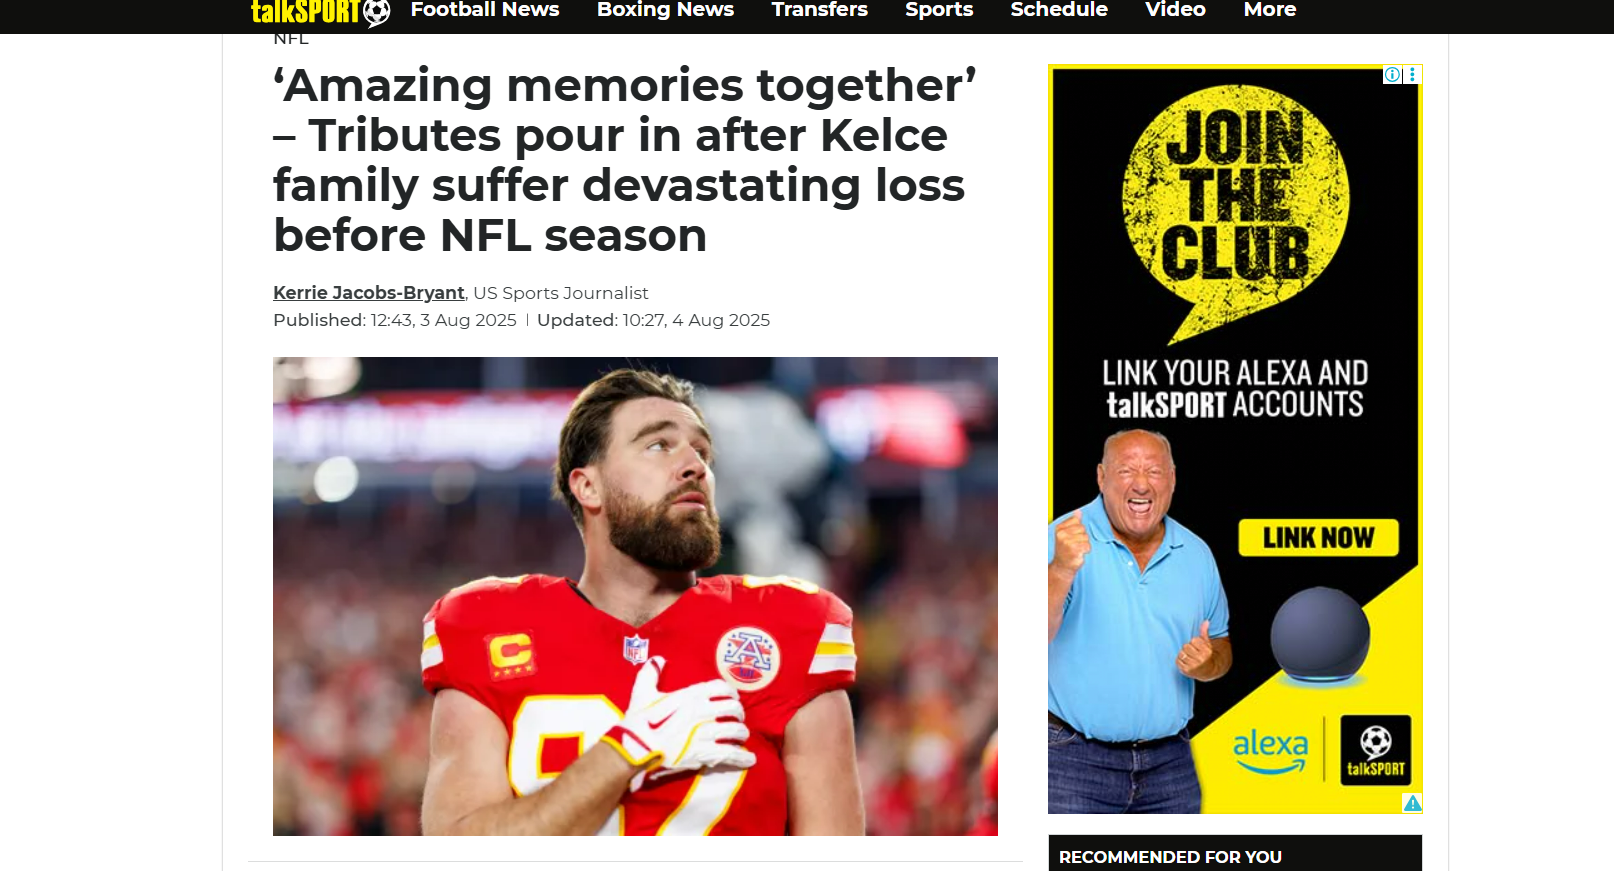 talkSPORT
Football News
Boxing News
Transfers
Sports
Schedule
Video
More
NFL
‘Amazing memories together’
– Tributes pour in after Kelce
family suffer devastating loss
before NFL season
Kerrie Jacobs-Bryant, US Sports Journalist
Published: 12:43, 3 Aug 2025 | Updated: 10:27, 4 Aug 2025
C
NFL
A
87
JOIN
THE
CLUB
LINK YOUR ALEXA AND
talkSPORT ACCOUNTS
LINK NOW
alexa
talkSPORT
RECOMMENDED FOR YOU